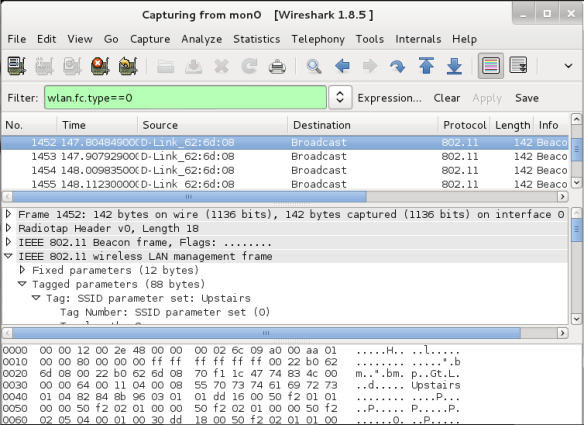 Capturing from mon0   [Wireshark 1.8.5 ]
File Edit View Go Capture Analyze Statistics Telephony Tools Internals Help
Filter: wlan.fc.type==0 Expression... Clear Apply Save
No. Time Source Destination Protocol Length Info
1452 147.804849000 D-Link_62:6d:08 Broadcast 802.11 142 Beaco
1453 147.907929000 D-Link_62:6d:08 Broadcast 802.11 142 Beaco
1454 148.009835000 D-Link_62:6d:08 Broadcast 802.11 142 Beaco
1455 148.112300000 D-Link_62:6d:08 Broadcast 802.11 142 Beaco
Frame 1452: 142 bytes on wire (1136 bits), 142 bytes captured (1136 bits) on interface 0
Radiotap Header v0, Length 18
IEEE 802.11 Beacon frame, Flags: ........
IEEE 802.11 wireless LAN management frame
Fixed parameters (12 bytes)
Tagged parameters (88 bytes)
Tag: SSID parameter set: Upstairs
Tag Number: SSID parameter set (0)
0000 00 00 12 00 2e 48 00 00 00 02 6c 09 a0 00 aa 01 .....H.. ..l.....
0010 00 00 80 00 00 00 ff ff ff ff ff ff 00 22 b0 62 ........ .....".b
0020 6d 08 00 22 b0 62 6d 08 70 f1 1c 47 74 83 4c 00 m..".bm. p..Gt.L.
0030 00 00 64 00 11 04 00 08 55 70 73 74 61 69 72 73 ..d..... Upstairs
0040 01 04 82 84 8b 96 03 01 01 dd 16 00 50 f2 01 01 ........ ....P...
0050 00 00 50 f2 02 01 00 00 50 f2 02 01 00 00 50 f2 ..P..... P.....P.
0060 02 05 04 00 01 00 30 dd 18 00 50 f2 02 01 01 00 ......0. ..P.....